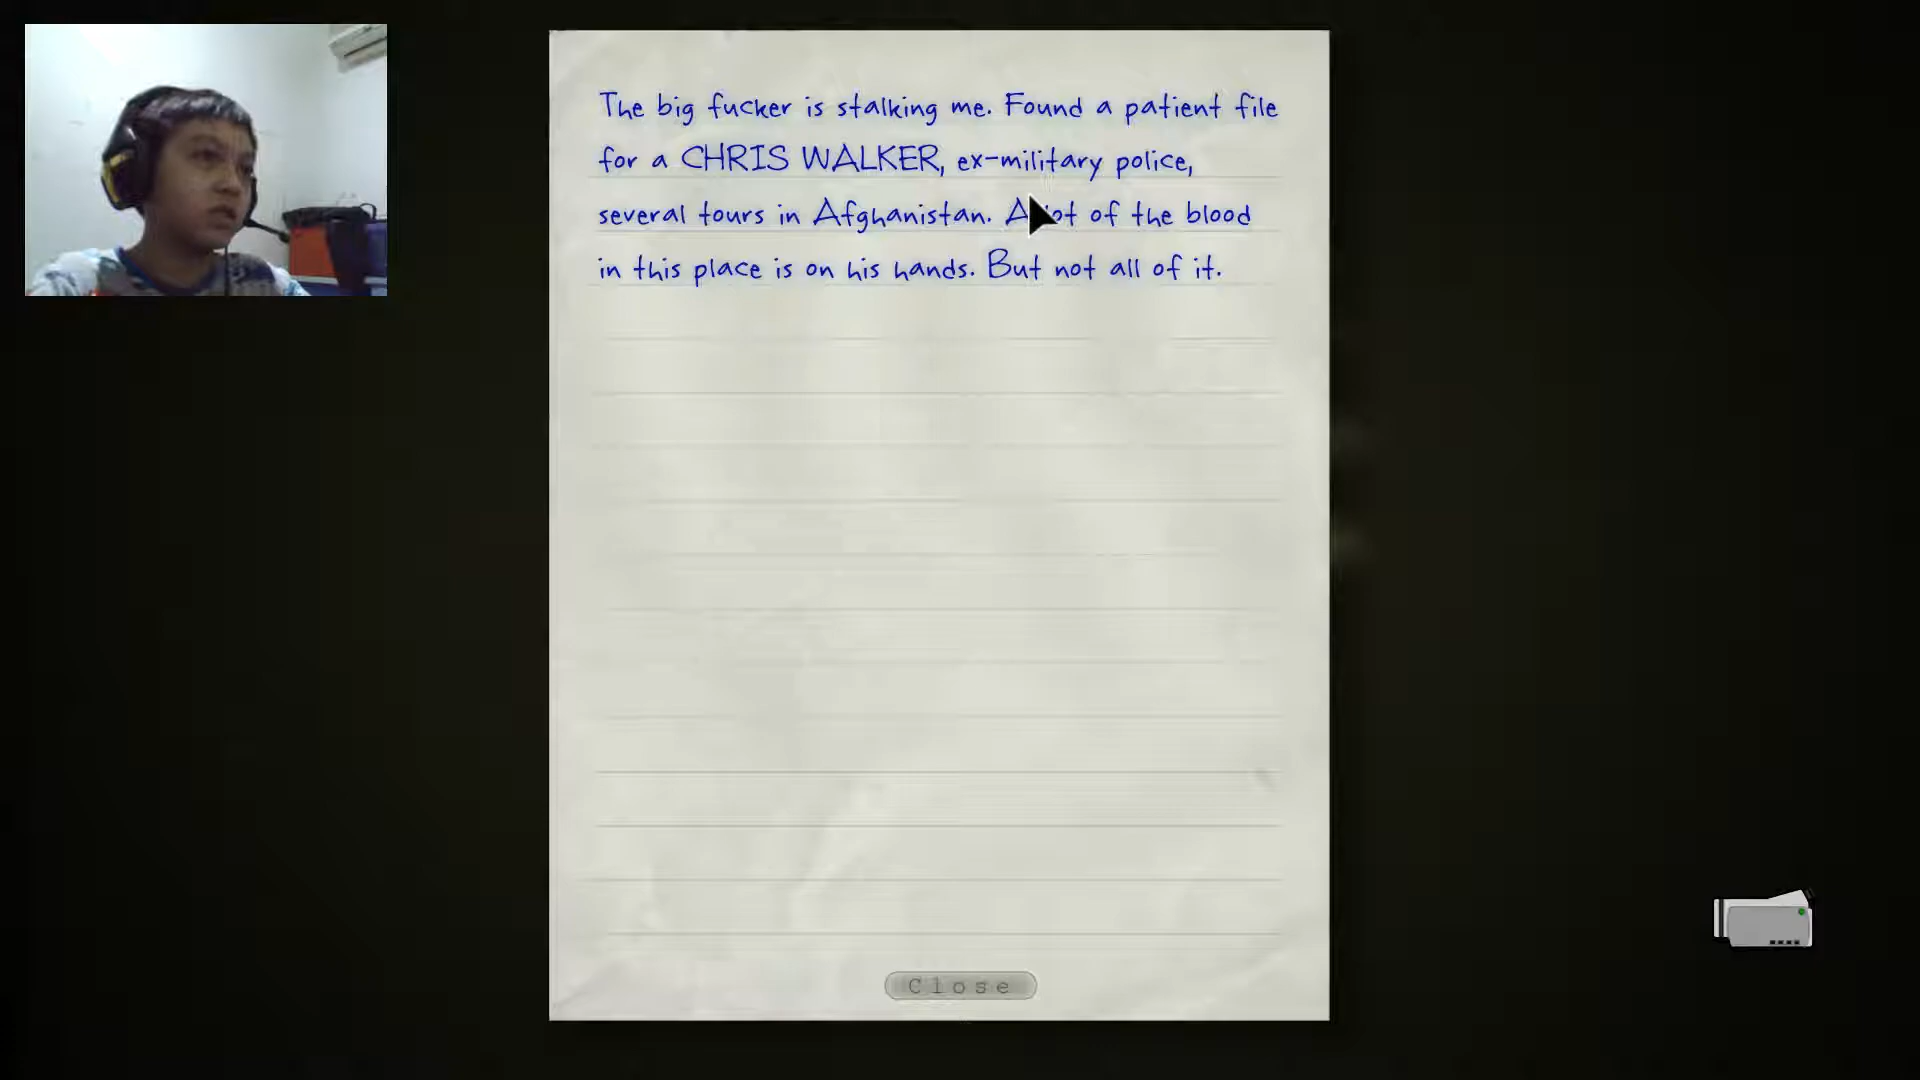 The big fucker is stalking me. Found a patient file
for a CHRIS WALKER, ex-military police,
several tours in Afghanistan. A lot of the blood
in this place is on his hands. But not all of it.
Close